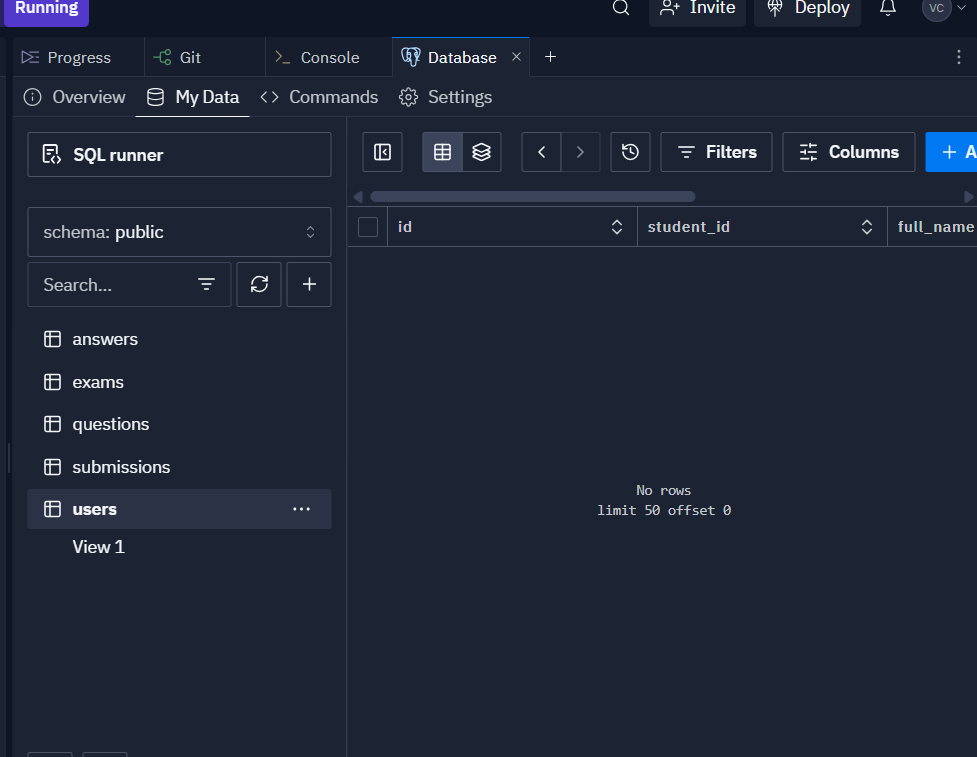 Running
Invite
Deploy
VC
Progress
Git
Console
Database
Overview
My Data
Commands
Settings
SQL runner
Filters
Columns
schema: public
id
student_id
full_name
Search...
answers
exams
questions
submissions
users
View 1
No rows
limit 50 offset 0